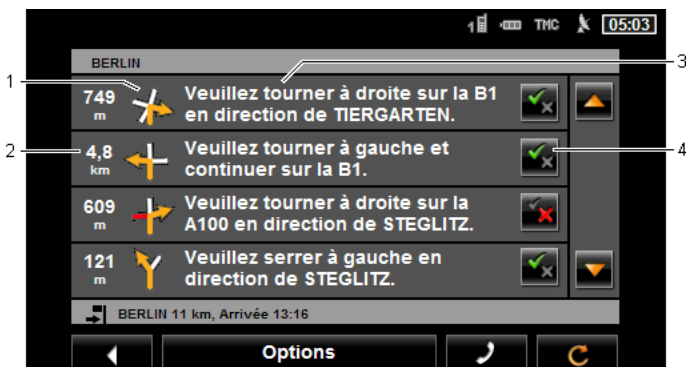 1 TMC 05:03
BERLIN
1
3
749 m
Veuillez tourner à droite sur la B1
en direction de TIERGARTEN.
2
4,8 km
Veuillez tourner à gauche et
continuer sur la B1.
4
609 m
Veuillez tourner à droite sur la
A100 en direction de STEGLITZ.
121 m
Veuillez serrer à gauche en
direction de STEGLITZ.
BERLIN 11 km, Arrivée 13:16
Options